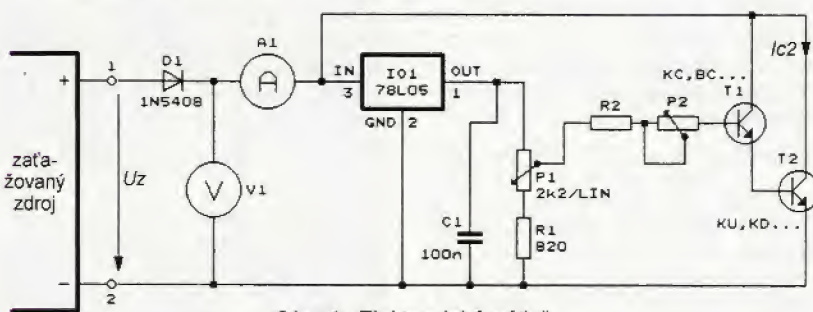 zaťa-
žovaný
zdroj
+
−
1
2
Uz
D1
1N5408
A1
A
V
V1
IN
3
IO1
78L05
OUT
1
GND
2
C1
100n
P1
2k2/LIN
R1
820
R2
P2
KC,BC...
T1
Ic2
T2
KU,KD...